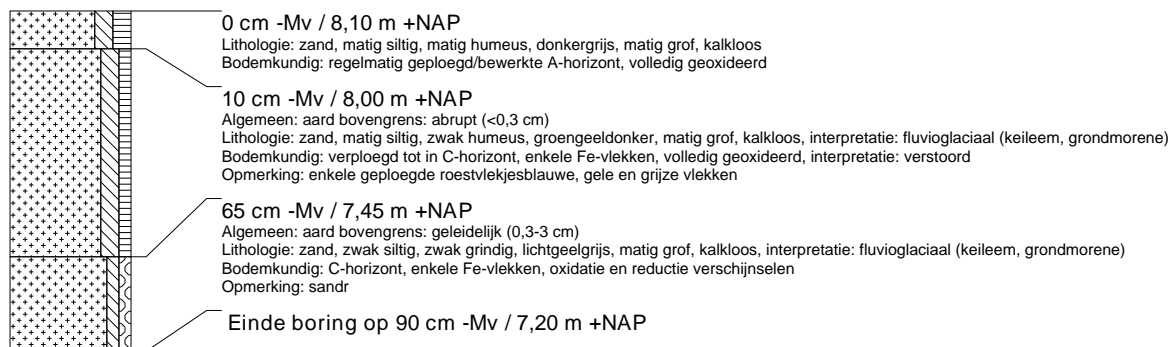 0 cm -Mv / 8,10 m +NAP
Lithologie: zand, matig siltig, matig humeus, donkergrijs, matig grof, kalkloos
Bodemkundig: regelmatig geploegd/bewerkte A-horizont, volledig geoxideerd
10 cm -Mv / 8,00 m +NAP
Algemeen: aard bovengrens: abrupt (<0,3 cm)
Lithologie: zand, matig siltig, zwak humeus, groengeeldonker, matig grof, kalkloos, interpretatie: fluvioglaciaal (keileem, grondmorene)
Bodemkundig: verploegd tot in C-horizont, enkele Fe-vlekken, volledig geoxideerd, interpretatie: verstoord
Opmerking: enkele geploegde roestvlekjesblauwe, gele en grijze vlekken
65 cm -Mv / 7,45 m +NAP
Algemeen: aard bovengrens: geleidelijk (0,3-3 cm)
Lithologie: zand, zwak siltig, zwak grindig, lichtgeelgrijs, matig grof, kalkloos, interpretatie: fluvioglaciaal (keileem, grondmorene)
Bodemkundig: C-horizont, enkele Fe-vlekken, oxidatie en reductie verschijnselen
Opmerking: sandr
Einde boring op 90 cm -Mv / 7,20 m +NAP